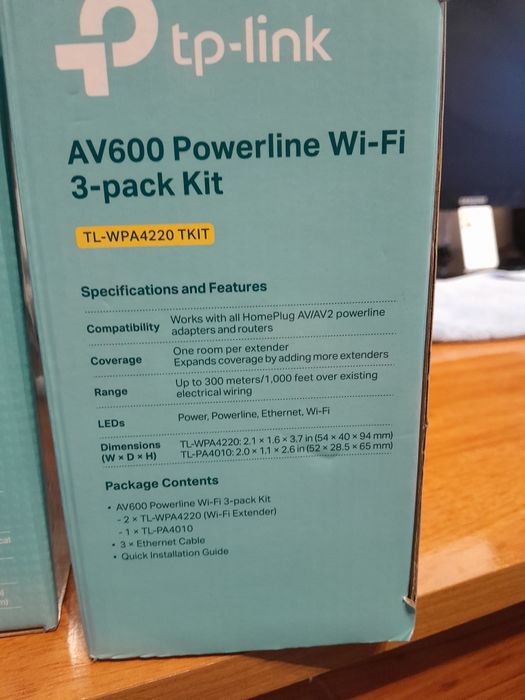 tp-link
AV600 Powerline Wi-Fi
3-pack Kit
TL-WPA4220 TKIT
Specifications and Features
Compatibility Works with all HomePlug AV/AV2 powerline
adapters and routers
Coverage One room per extender
Expands coverage by adding more extenders
Range Up to 300 meters/1,000 feet over existing
electrical wiring
LEDs Power, Powerline, Ethernet, Wi-Fi
Dimensions TL-WPA4220: 2.1 × 1.6 × 3.7 in (54 × 40 × 94 mm)
(W × D × H) TL-PA4010: 2.0 × 1.1 × 2.6 in (52 × 28.5 × 65 mm)
Package Contents
• AV600 Powerline Wi-Fi 3-pack Kit
- 2 × TL-WPA4220 (Wi-Fi Extender)
- 1 × TL-PA4010
• 3 × Ethernet Cable
• Quick Installation Guide